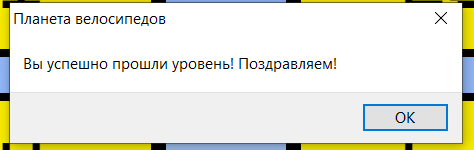 Планета велосипедов
Вы успешно прошли уровень! Поздравляем!
OK